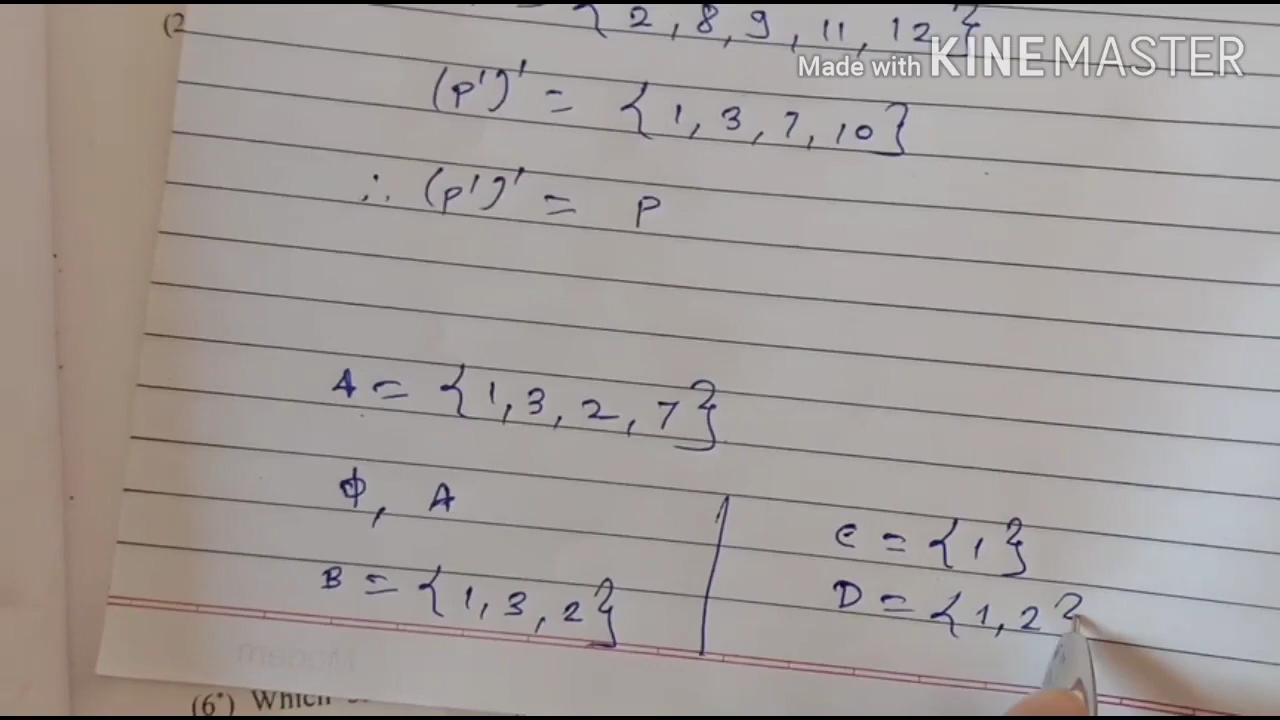 (2
{2, 8, 9, 11, 12}
Made with KINEMASTER
(p')' = {1, 3, 7, 10}
∴ (p')' = P
A = {1, 3, 2, 7}
ϕ, A
C = {1}
B = {1, 3, 2}
D = {1, 2}
(6*) Which